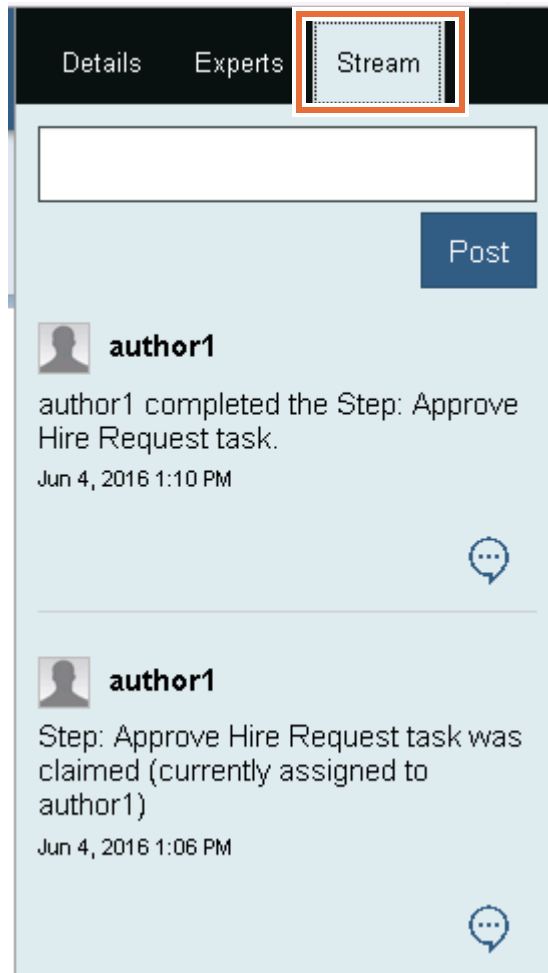 Details Experts Stream
Post
author1
author1 completed the Step: Approve
Hire Request task.
Jun 4, 2016 1:10 PM
author1
Step: Approve Hire Request task was
claimed (currently assigned to
author1)
Jun 4, 2016 1:06 PM